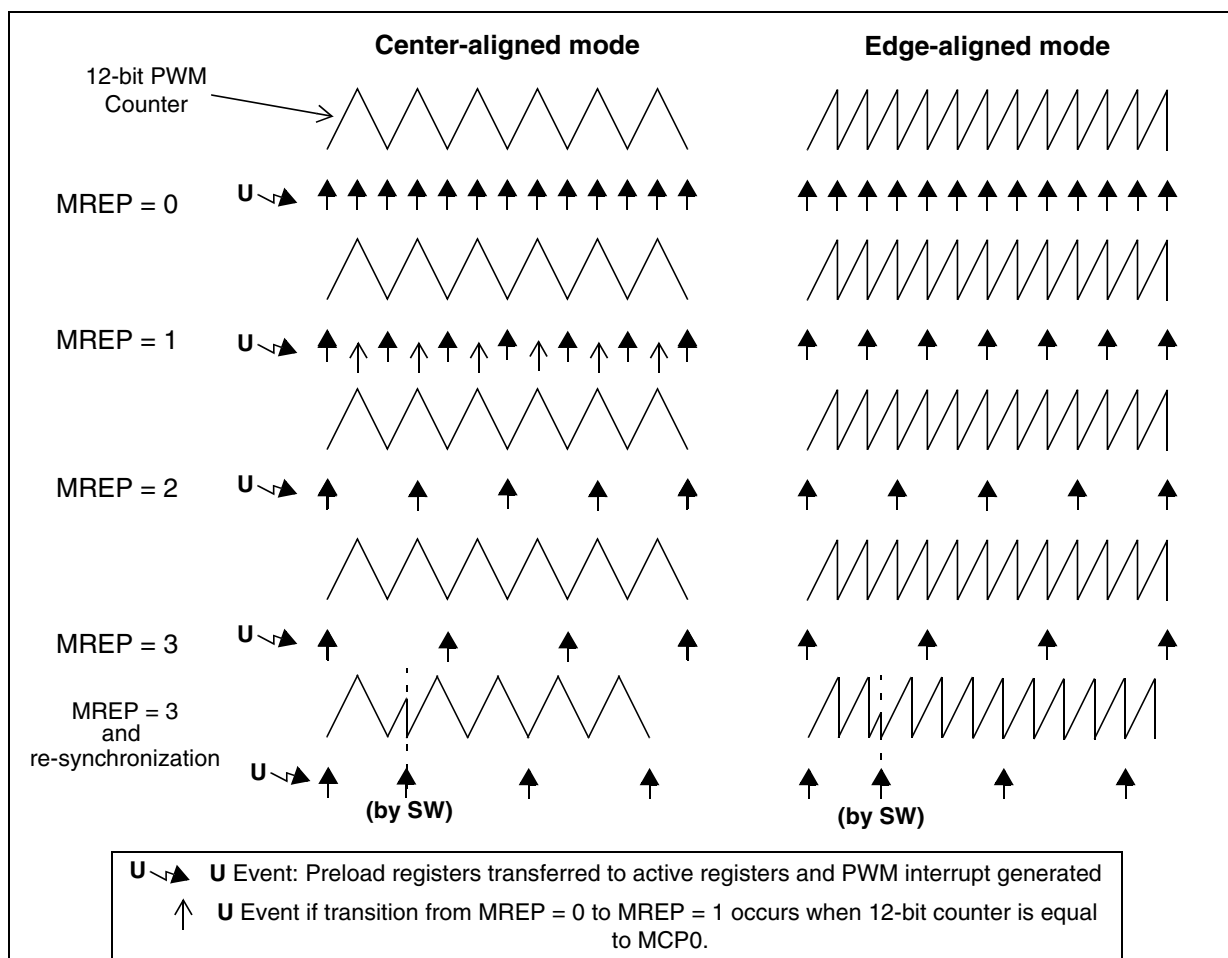 Center-aligned mode
Edge-aligned mode
12-bit PWM
Counter
U
MREP = 0
U
MREP = 1
U
MREP = 2
U
MREP = 3
MREP = 3
and
re-synchronization
U
(by SW)
(by SW)
U U Event: Preload registers transferred to active registers and PWM interrupt generated
U Event if transition from MREP = 0 to MREP = 1 occurs when 12-bit counter is equal
to MCP0.